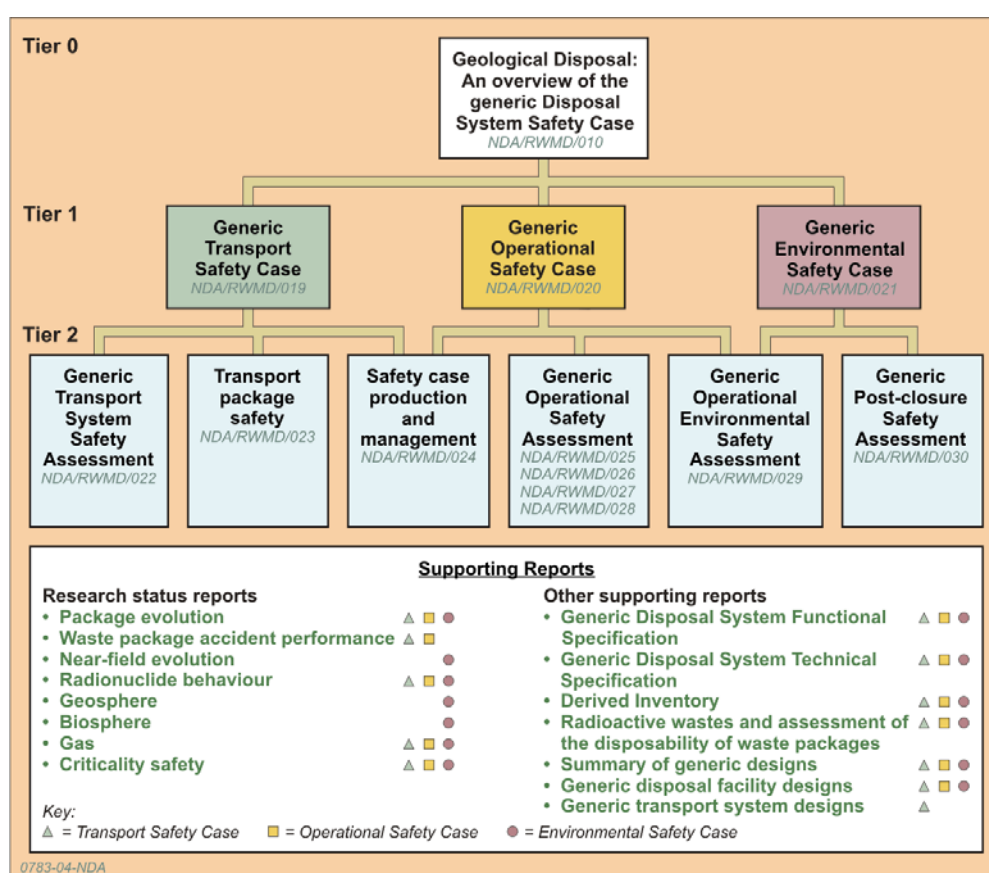 Tier 0
Geological Disposal:
An overview of the
generic Disposal
System Safety Case
NDA/RWMD/010
Tier 1
Generic
Transport
Safety Case
NDA/RWMD/019
Generic
Operational
Safety Case
NDA/RWMD/020
Generic
Environmental
Safety Case
NDA/RWMD/021
Tier 2
Generic
Transport
System
Safety
Assessment
NDA/RWMD/022
Transport
package
safety
NDA/RWMD/023
Safety case
production
and
management
NDA/RWMD/024
Generic
Operational
Safety
Assessment
NDA/RWMD/025
NDA/RWMD/026
NDA/RWMD/027
NDA/RWMD/028
Generic
Operational
Environmental
Safety
Assessment
NDA/RWMD/029
Generic
Post-closure
Safety
Assessment
NDA/RWMD/030
Supporting Reports
Research status reports
• Package evolution
• Waste package accident performance
• Near-field evolution
• Radionuclide behaviour
• Geosphere
• Biosphere
• Gas
• Criticality safety
Other supporting reports
• Generic Disposal System Functional
Specification
• Generic Disposal System Technical
Specification
• Derived Inventory
• Radioactive wastes and assessment of
the disposability of waste packages
• Summary of generic designs
• Generic disposal facility designs
• Generic transport system designs
Key:
= Transport Safety Case
= Operational Safety Case
= Environmental Safety Case
0783-04-NDA